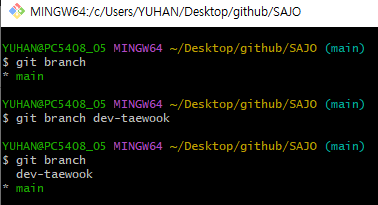 MINGW64:/c/Users/YUHAN/Desktop/github/SAJO
YUHAN@PC5408_05 MINGW64 ~/Desktop/github/SAJO (main)
$ git branch
* main
YUHAN@PC5408_05 MINGW64 ~/Desktop/github/SAJO (main)
$ git branch dev-taewook
YUHAN@PC5408_05 MINGW64 ~/Desktop/github/SAJO (main)
$ git branch
  dev-taewook
* main